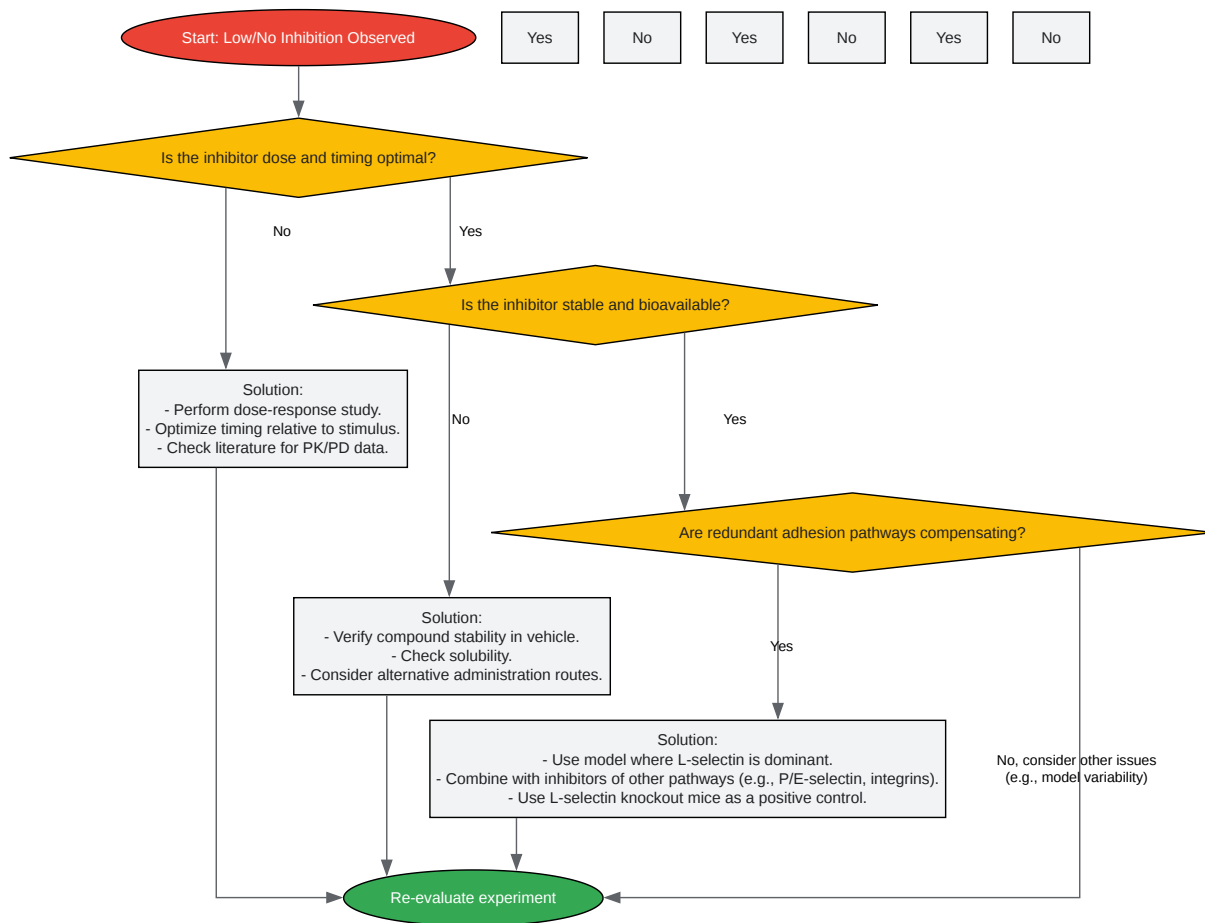 Start: Low/No Inhibition Observed
Yes
No
Yes
No
Yes
No
Is the inhibitor dose and timing optimal?
No
Yes
Is the inhibitor stable and bioavailable?
Solution:
- Perform dose-response study.
- Optimize timing relative to stimulus.
- Check literature for PK/PD data.
No
Yes
Are redundant adhesion pathways compensating?
Solution:
- Verify compound stability in vehicle.
- Check solubility.
- Consider alternative administration routes.
Yes
Solution:
- Use model where L-selectin is dominant.
- Combine with inhibitors of other pathways (e.g., P/E-selectin, integrins).
- Use L-selectin knockout mice as a positive control.
No, consider other issues
(e.g., model variability)
Re-evaluate experiment